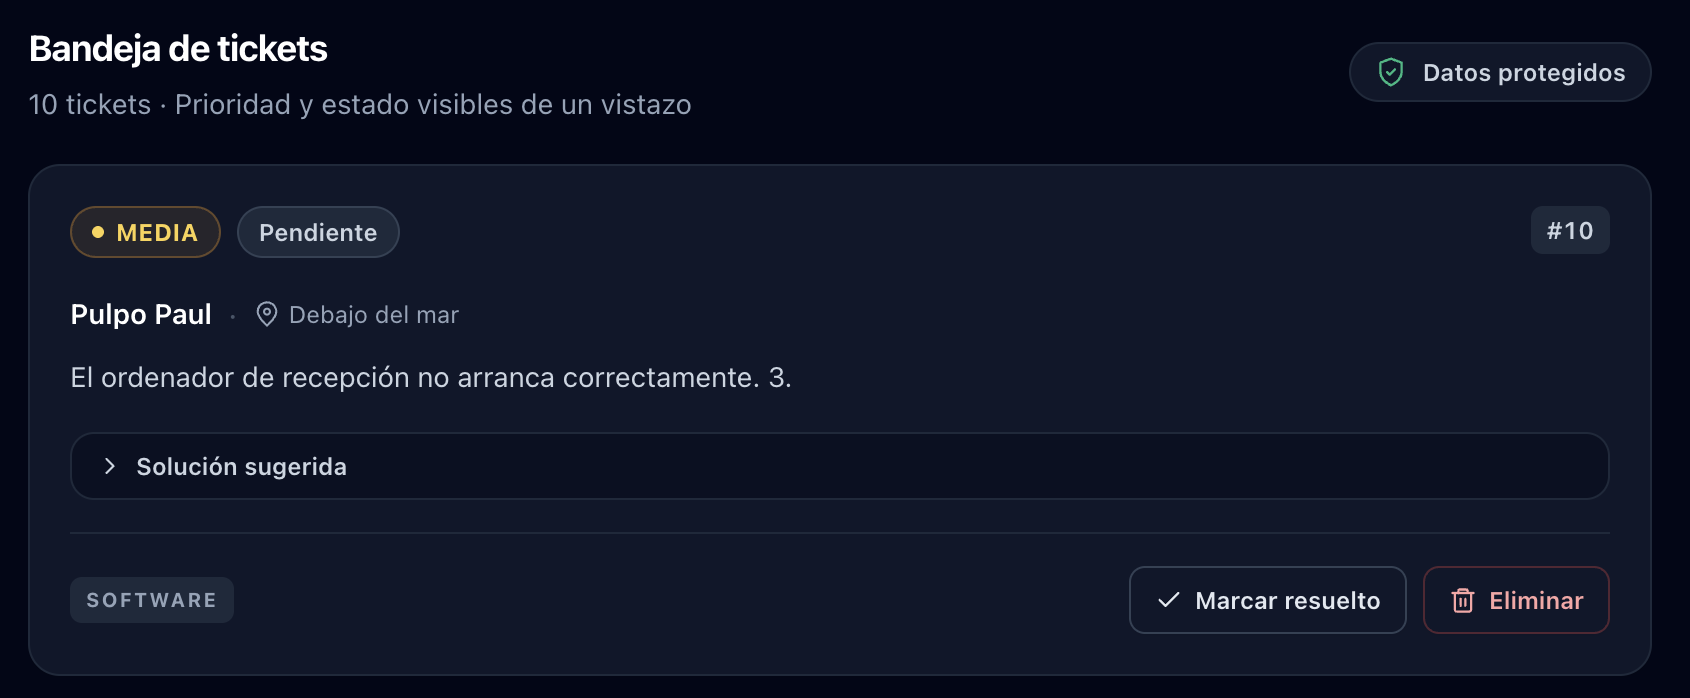 Bandeja de tickets
10 tickets · Prioridad y estado visibles de un vistazo
Datos protegidos
MEDIA
Pendiente
#10
Pulpo Paul · Debajo del mar
El ordenador de recepción no arranca correctamente. 3.
Solución sugerida
SOFTWARE
Marcar resuelto
Eliminar